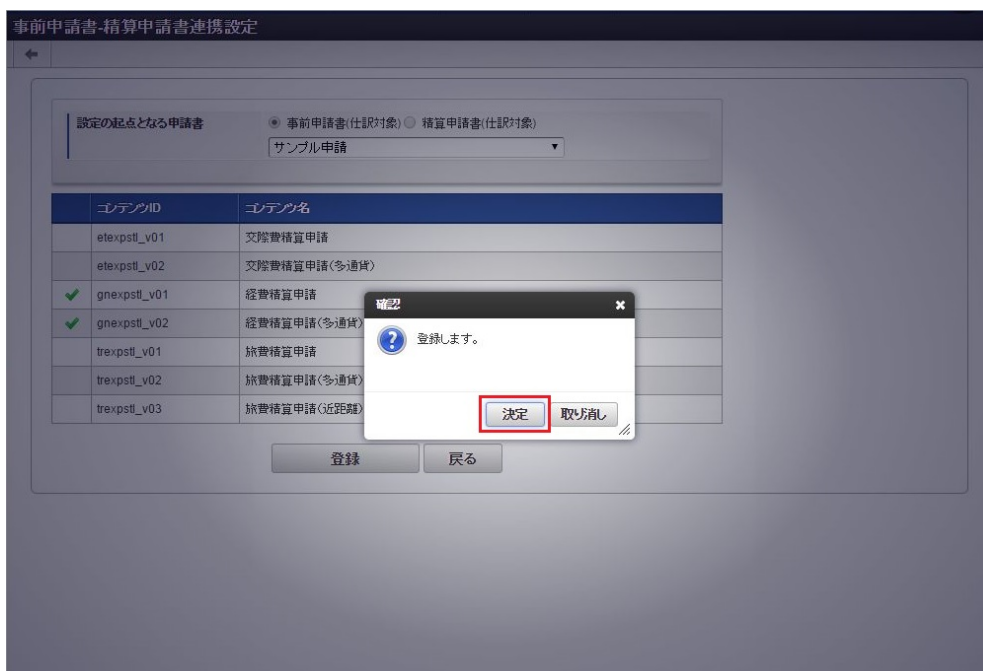 事前申請書-精算申請書連携設定
設定の起点となる申請書
事前申請書(仕訳対象) 精算申請書(仕訳対象)
サンプル申請
コンテンツID コンテンツ名
etexpstl_v01 交際費精算申請
etexpstl_v02 交際費精算申請(多通貨)
gnexpstl_v01 経費精算申請
gnexpstl_v02 経費精算申請(多通貨)
trexpstl_v01 旅費精算申請
trexpstl_v02 旅費精算申請(多通貨)
trexpstl_v03 旅費精算申請(近距離)
確認
登録します。
決定 取り消し
登録 戻る